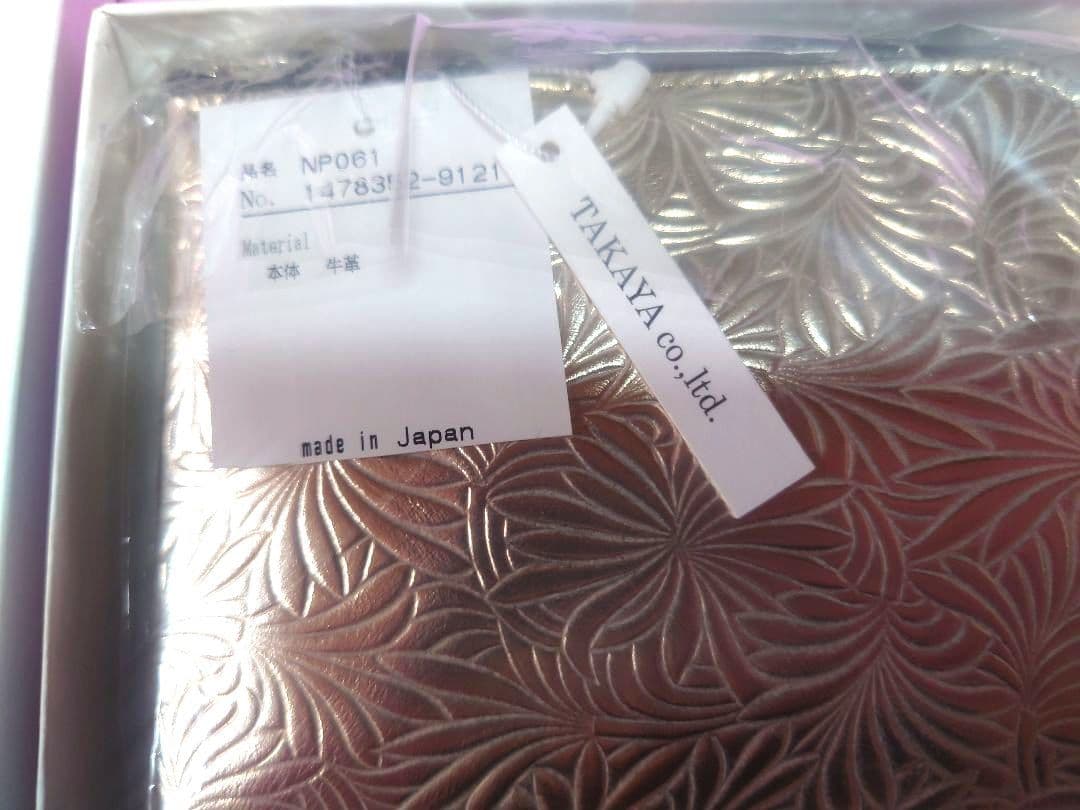 品名 NP061
No.
Material
本体 牛革
made in Japan
TAKAYA co.,ltd.